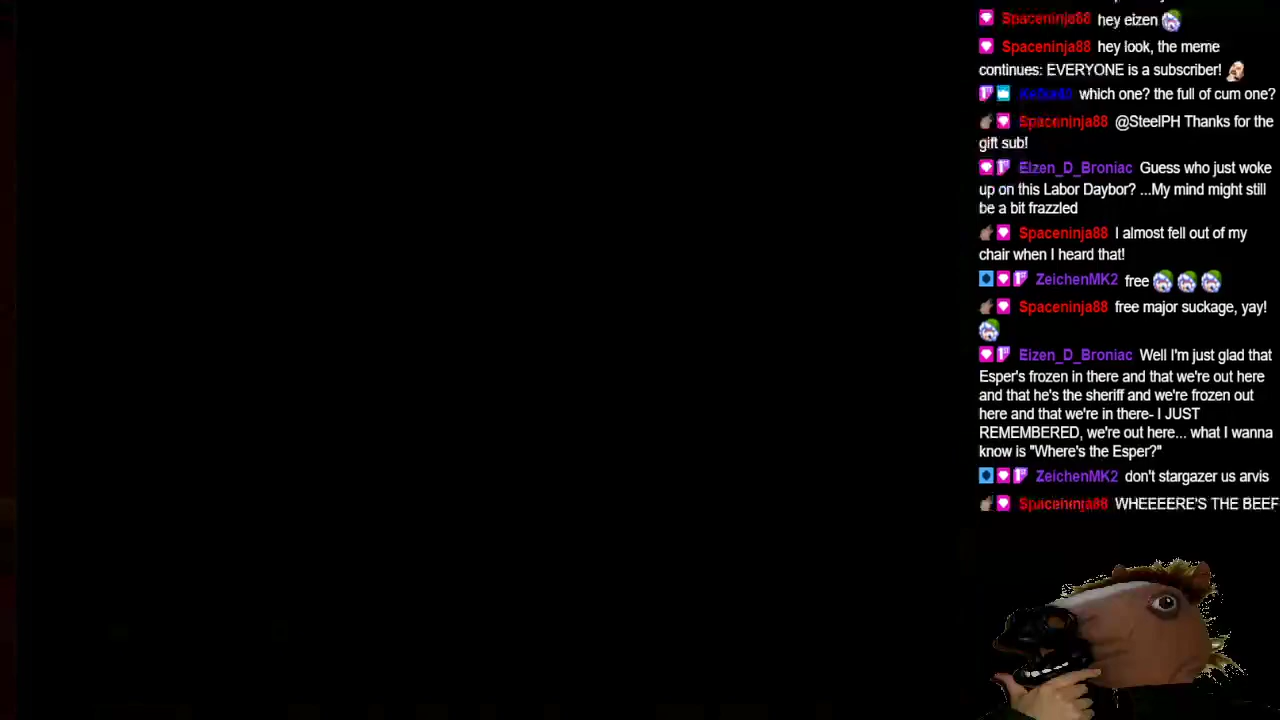 Spaceninja88 hey eizen
Spaceninja88 hey look, the meme
continues: EVERYONE is a subscriber!
which one? the full of cum one?
Spaceninja88 @SteelPH Thanks for the
gift sub!
Eizen_D_Broniac Guess who just woke
up on this Labor Daybor? ...My mind might still
be a bit frazzled
Spaceninja88 I almost fell out of my
chair when I heard that!
ZeichenMK2 free
Spaceninja88 free major suckage, yay!
Eizen_D_Broniac Well I'm just glad that
Esper's frozen in there and that we're out here
and that he's the sheriff and we're frozen out
here and that we're in there- I JUST
REMEMBERED, we're out here... what I wanna
know is "Where's the Esper?"
ZeichenMK2 don't stargazer us arvis
Spaceninja88 WHEEEERE'S THE BEEF